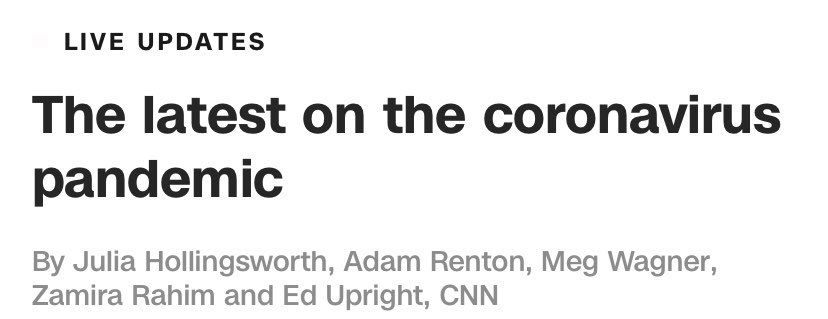 LIVE UPDATES
The latest on the coronavirus
pandemic
By Julia Hollingsworth, Adam Renton, Meg Wagner,
Zamira Rahim and Ed Upright, CNN